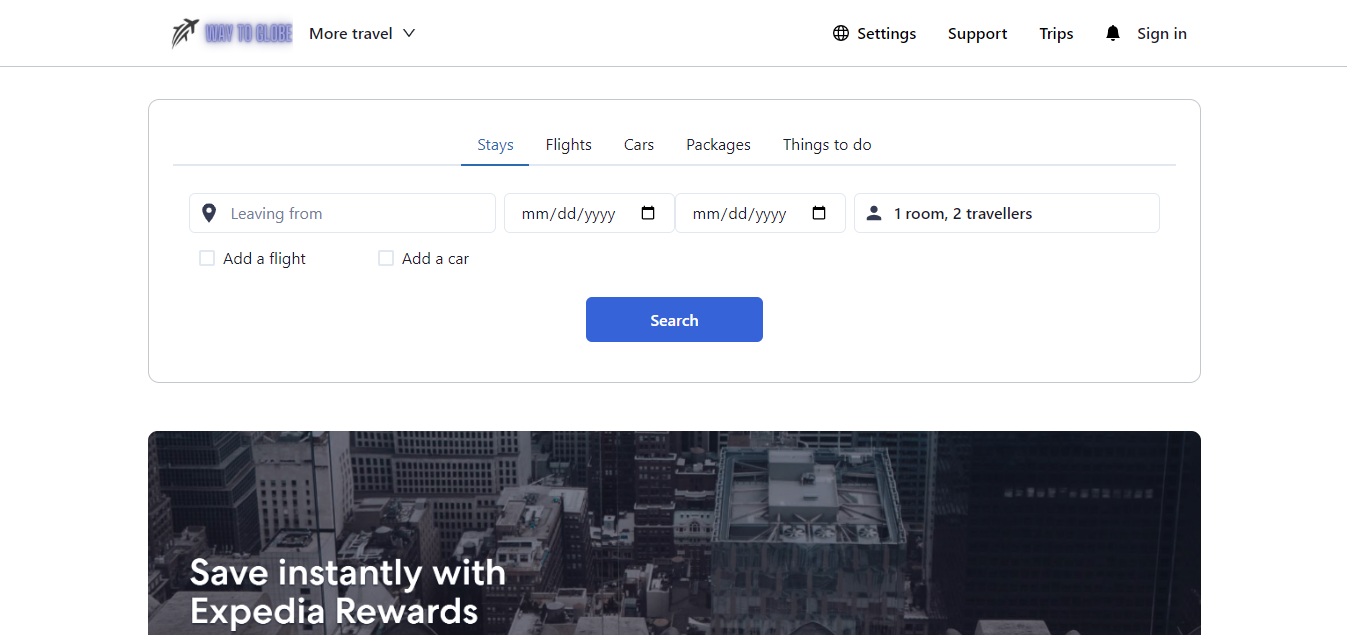 WAY TO GLOBE More travel Settings Support Trips Sign in
Stays Flights Cars Packages Things to do
Leaving from mm/dd/yyyy mm/dd/yyyy 1 room, 2 travellers
Add a flight Add a car
Search
Save instantly with
Expedia Rewards